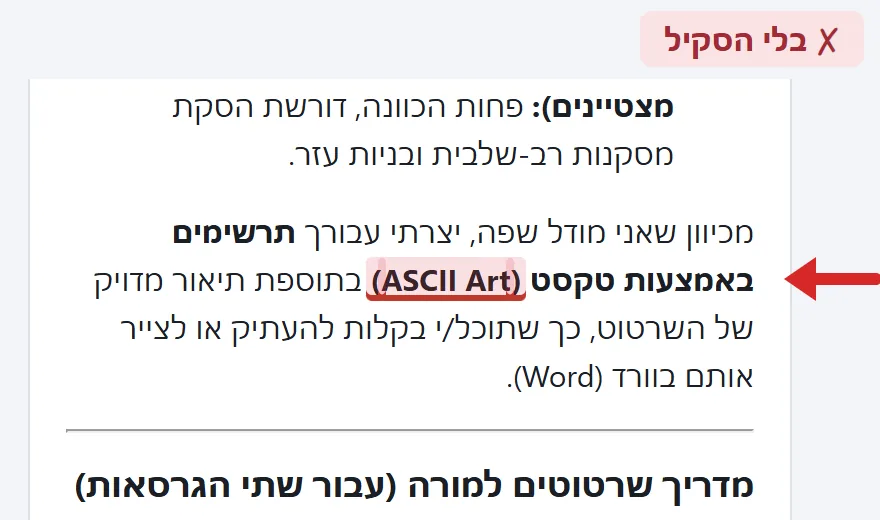 ✗ בלי הסקיל
מצטיינים): פחות הכוונה, דורשת הסקת
מסקנות רב-שלבית ובניות עזר.
מכיוון שאני מודל שפה, יצרתי עבורך תרשימים
באמצעות טקסט (ASCII Art) בתוספת תיאור מדויק
של השרטוט, כך שתוכל/י בקלות להעתיק או לצייר
אותם בוורד (Word).
מדריך שרטוטים למורה (עבור שתי הגרסאות)